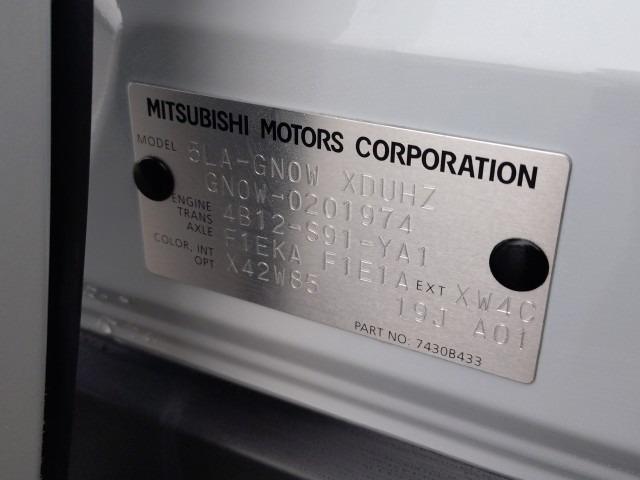 MITSUBISHI MOTORS CORPORATION
MODEL 5LA-GN0W XDUHZ
GN0W-0201974
ENGINE 4B12-S91-YA1
TRANS AXLE F1EKA F1E1A EXT XW4C
COLOR, INT OPT X42W85 19J A01
PART NO. 7430B433